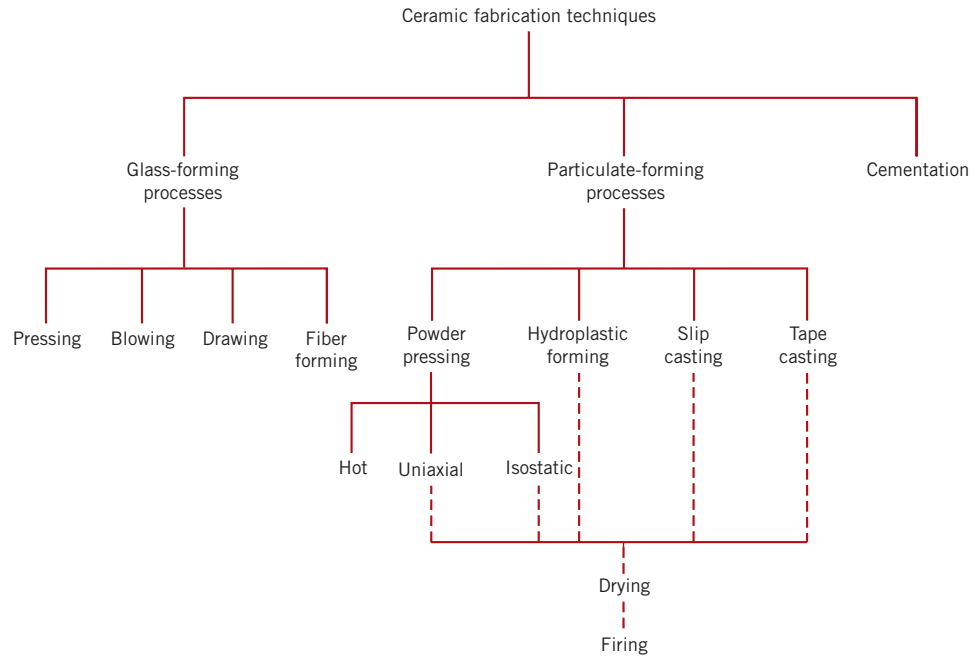 Ceramic fabrication techniques
Glass-forming
processes
Particulate-forming
processes
Cementation
Pressing
Blowing
Drawing
Fiber
forming
Powder
pressing
Hydroplastic
forming
Slip
casting
Tape
casting
Hot
Uniaxial
Isostatic
Drying
Firing